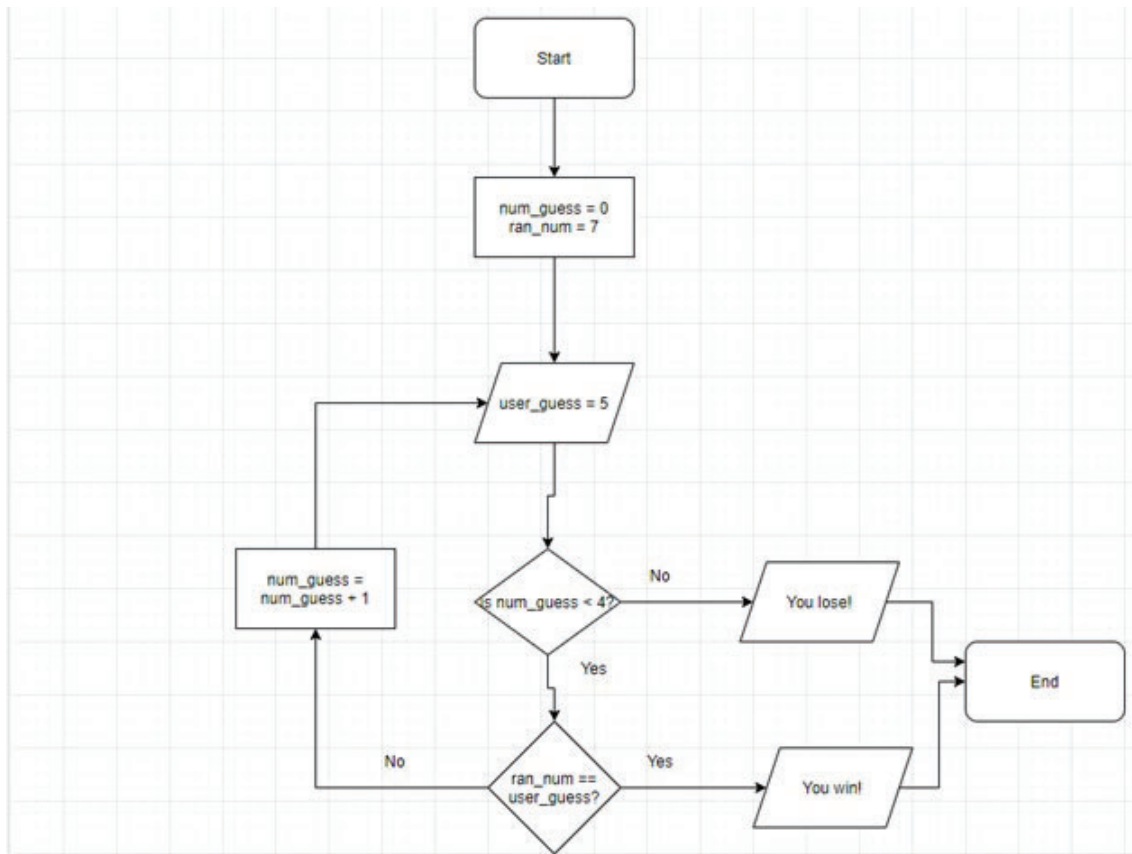 Start
num_guess = 0
ran_num = 7
user_guess = 5
num_guess =
num_guess + 1
is num_guess < 4?
No
You lose!
Yes
End
No
ran_num ==
user_guess?
Yes
You win!